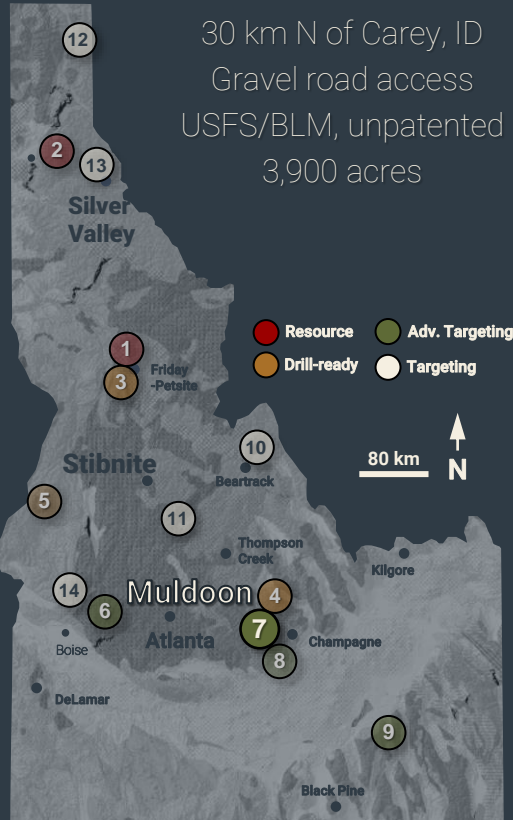 30 km N of Carey, ID
Gravel road access
USFS/BLM, unpatented
3,900 acres
12
2
13
Silver
Valley
Resource
Adv. Targeting
Drill-ready
Targeting
1
3
Friday
-Petsite
10
Beartrack
80 km
N
Stibnite
5
11
Thompson
Creek
Kilgore
14
6
Muldoon
4
7
Atlanta
Champagne
Boise
8
DeLamar
9
Black Pine